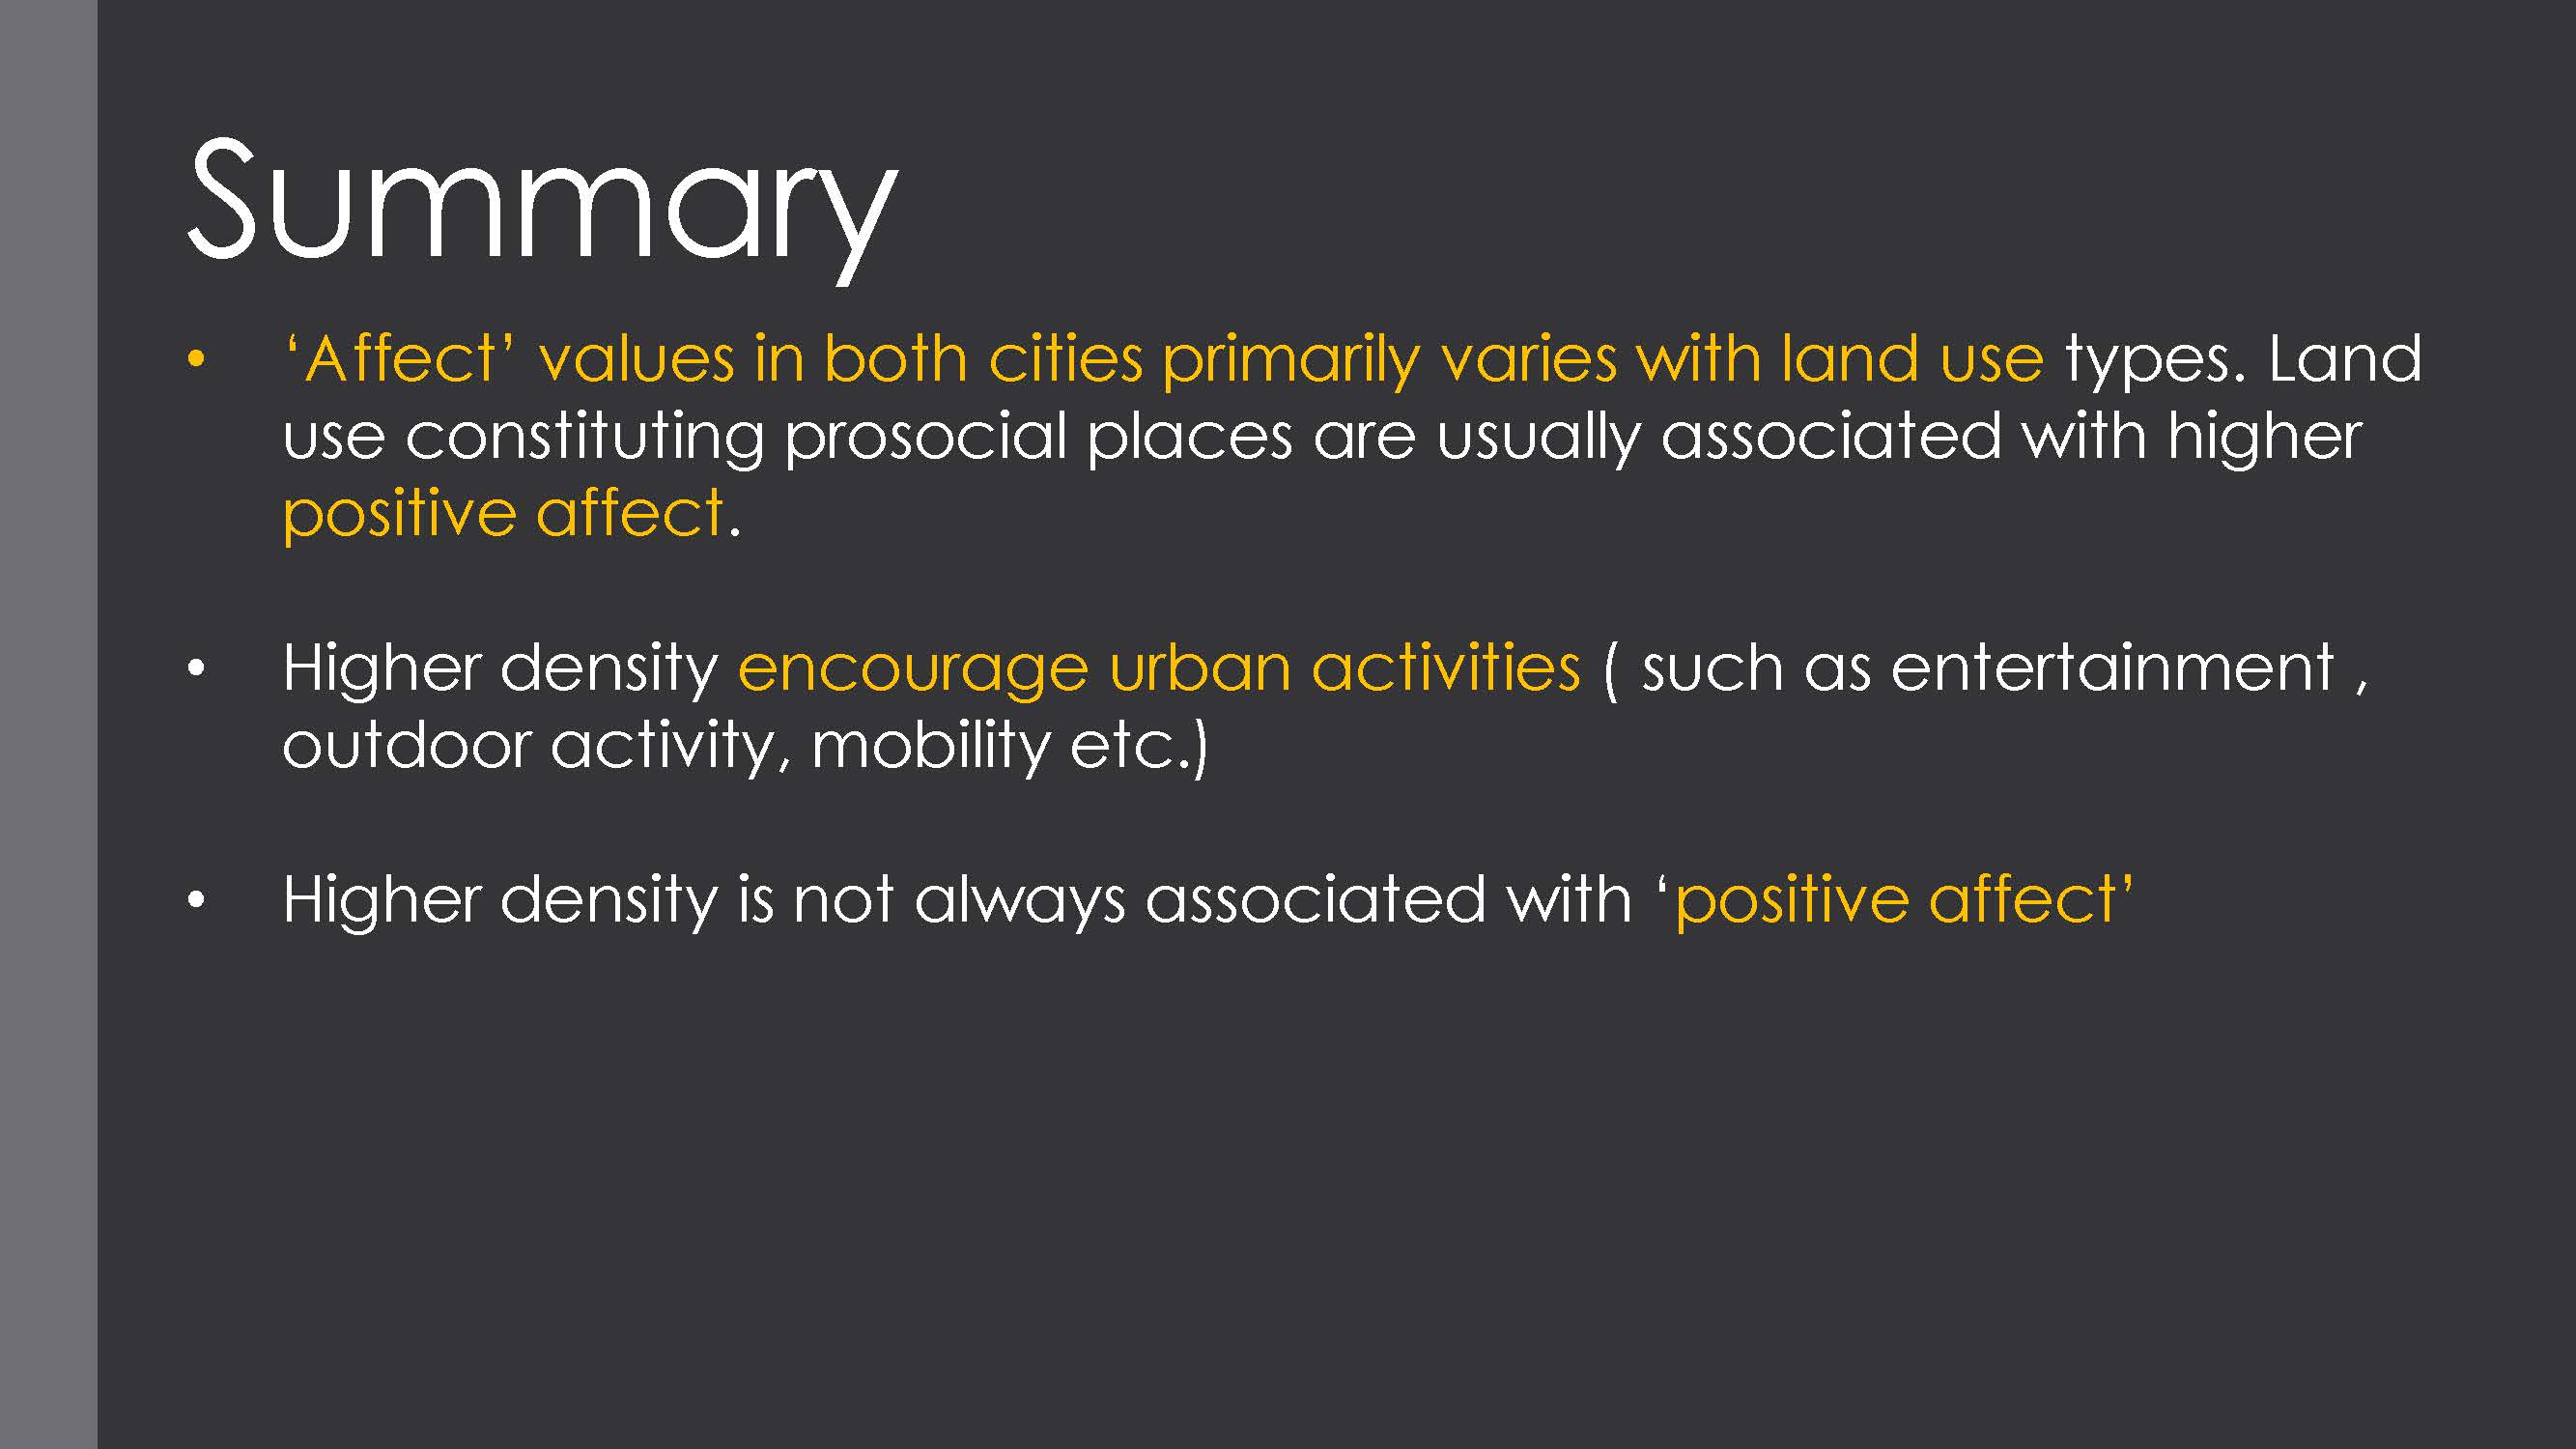 Summary
• ‘Affect’ values in both cities primarily varies with land use types. Land
use constituting prosocial places are usually associated with higher
positive affect.
• Higher density encourage urban activities ( such as entertainment ,
outdoor activity, mobility etc.)
• Higher density is not always associated with ‘positive affect’